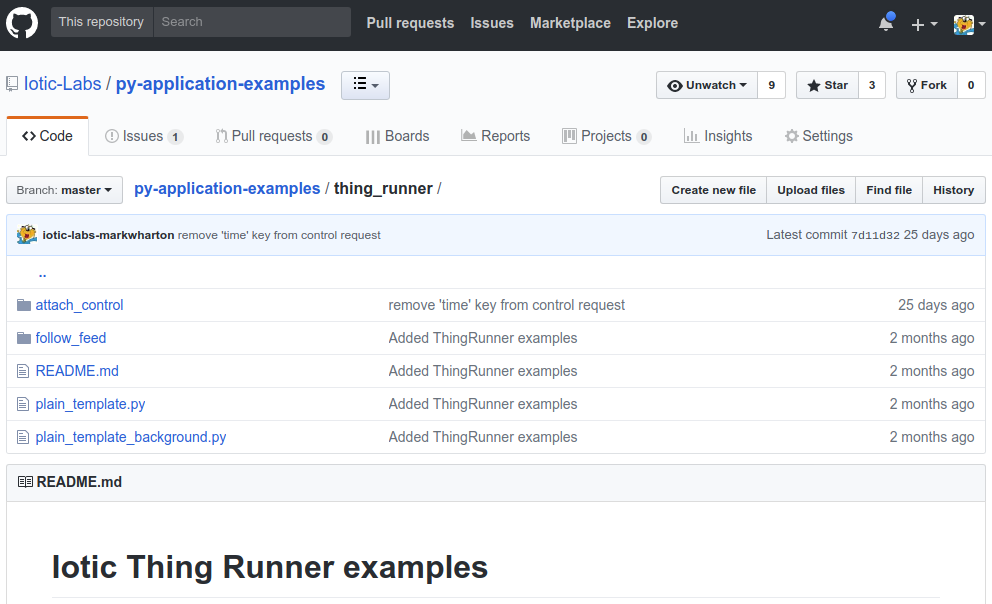 This repository Search Pull requests Issues Marketplace Explore
Iotic-Labs / py-application-examples Unwatch 9 Star 3 Fork 0
Code Issues 1 Pull requests 0 Boards Reports Projects 0 Insights Settings
Branch: master py-application-examples / thing_runner / Create new file Upload files Find file History
iotic-labs-markwharton remove 'time' key from control request Latest commit 7d11d32 25 days ago
..
attach_control remove 'time' key from control request 25 days ago
follow_feed Added ThingRunner examples 2 months ago
README.md Added ThingRunner examples 2 months ago
plain_template.py Added ThingRunner examples 2 months ago
plain_template_background.py Added ThingRunner examples 2 months ago
README.md
Iotic Thing Runner examples